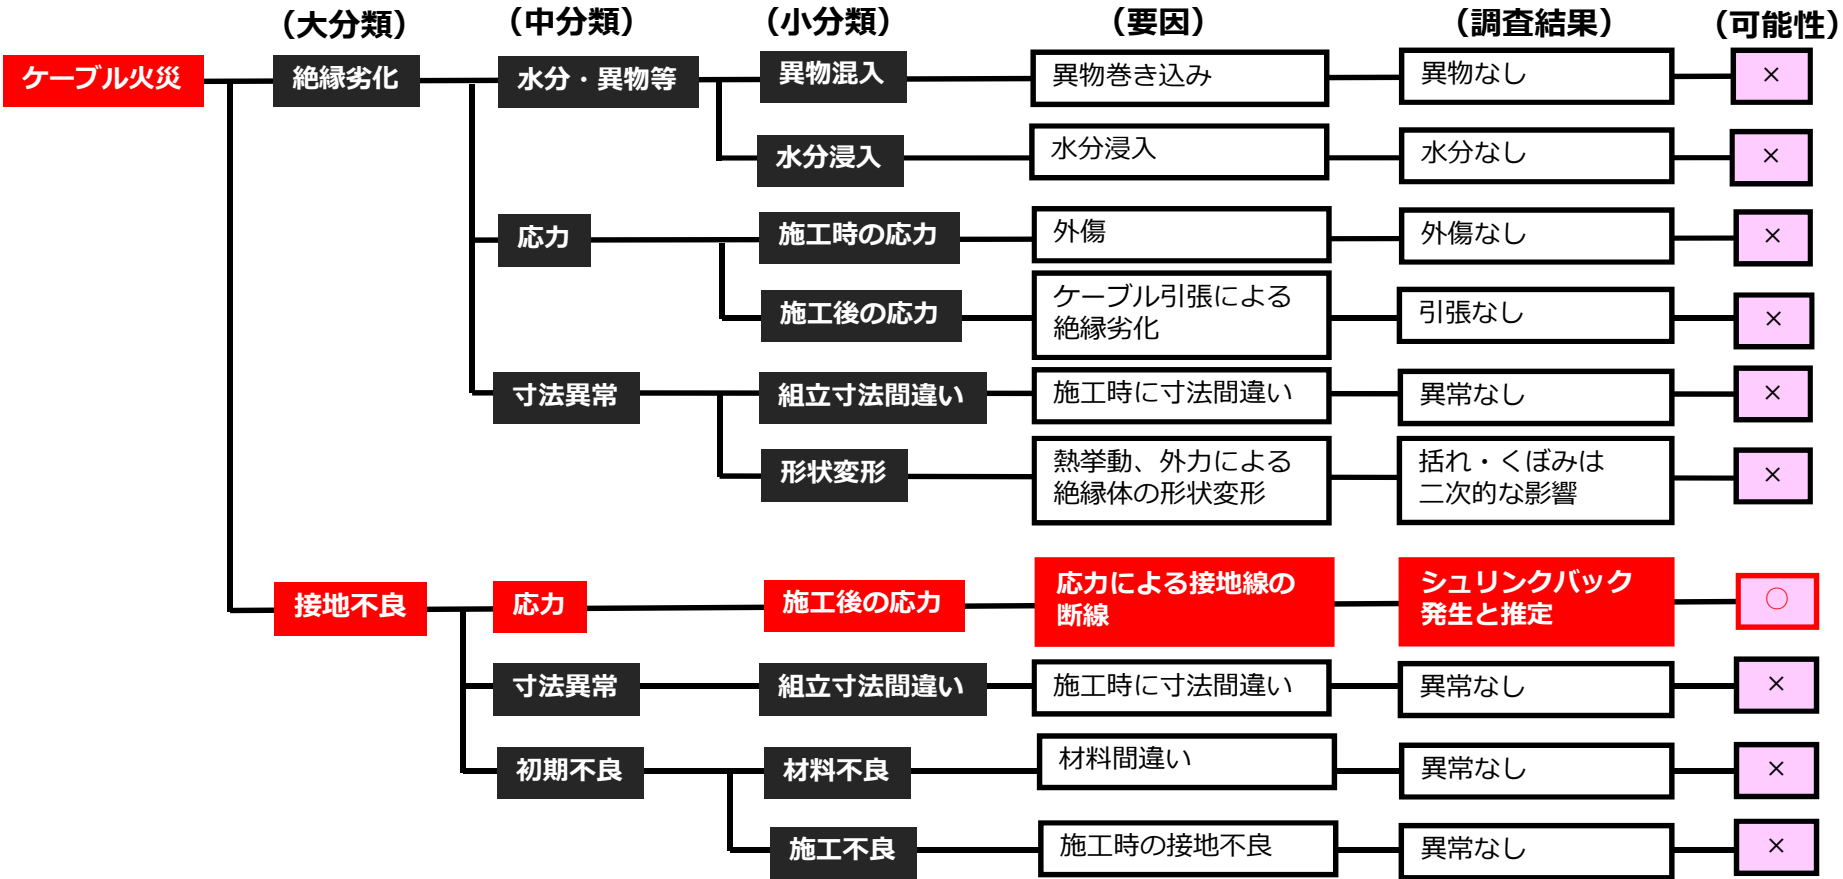 （大分類）
（中分類）
（小分類）
（要因）
（調査結果）
（可能性）
ケーブル火災
絶縁劣化
水分・異物等
異物混入
異物巻き込み
異物なし
×
水分浸入
水分浸入
水分なし
×
応力
施工時の応力
外傷
外傷なし
×
施工後の応力
ケーブル引張による
絶縁劣化
引張なし
×
寸法異常
組立寸法間違い
施工時に寸法間違い
異常なし
×
形状変形
熱挙動、外力による
絶縁体の形状変形
括れ・くぼみは
二次的な影響
×
接地不良
応力
施工後の応力
応力による接地線の
断線
シュリンクバック
発生と推定
〇
寸法異常
組立寸法間違い
施工時に寸法間違い
異常なし
×
初期不良
材料不良
材料間違い
異常なし
×
施工不良
施工時の接地不良
異常なし
×